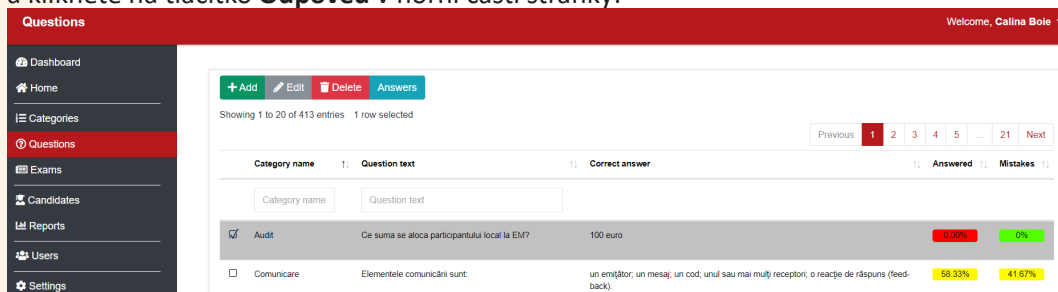 a klikněte na tlačítko Odpověď v horní části stránky.
Questions
Welcome, Calina Boie
Dashboard
Home
Categories
Questions
Exams
Candidates
Reports
Users
Settings
Add Edit Delete Answers
Showing 1 to 20 of 413 entries 1 row selected
Previous 1 2 3 4 5 ... 21 Next
Category name Question text Correct answer Answered Mistakes
Category name Question text
Audit Ce suma se aloca participantului local la EM? 100 euro 0.00% 0%
Comunicare Elementele comunicării sunt: un emițător; un mesaj; un cod; unul sau mai mulți receptori; o reacție de răspuns (feed-
back). 58.33% 41.67%